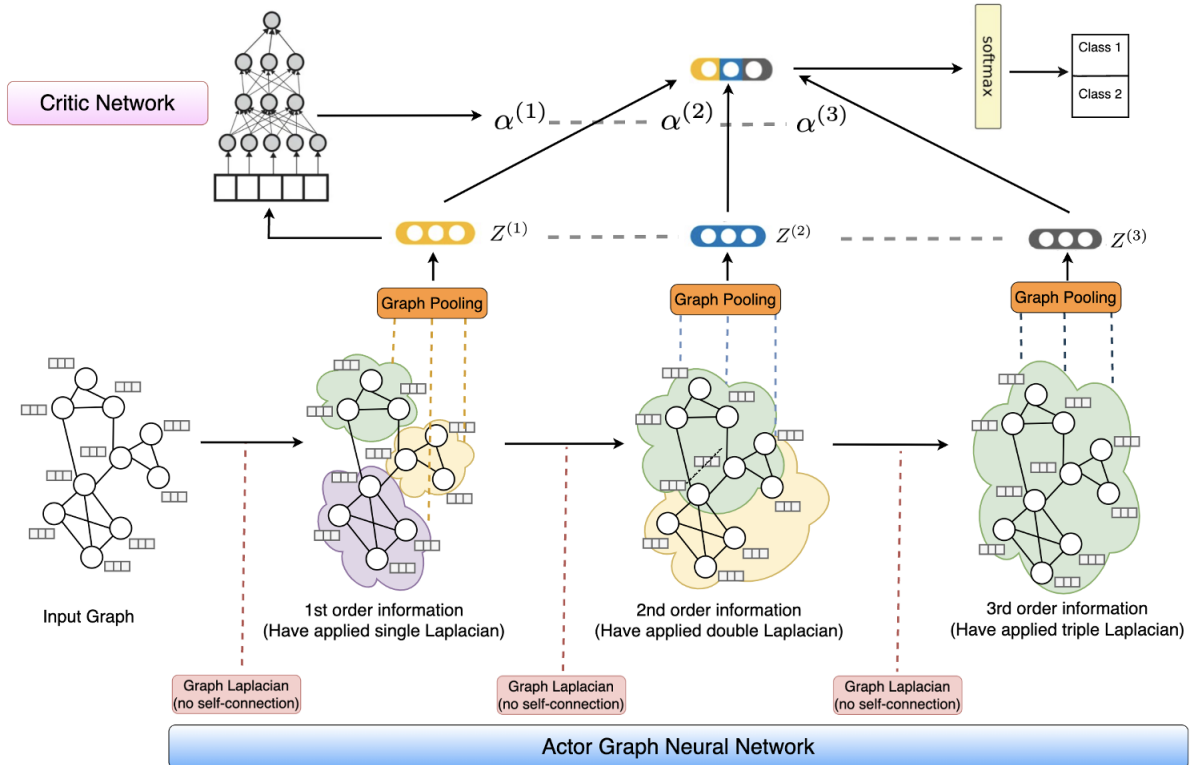 softmax
Class 1
Class 2
Critic Network
α^(1)
α^(2)
α^(3)
Z^(1)
Z^(2)
Z^(3)
Graph Pooling
Graph Pooling
Graph Pooling
Input Graph
1st order information
(Have applied single Laplacian)
2nd order information
(Have applied double Laplacian)
3rd order information
(Have applied triple Laplacian)
Graph Laplacian
(no self-connection)
Graph Laplacian
(no self-connection)
Graph Laplacian
(no self-connection)
Actor Graph Neural Network